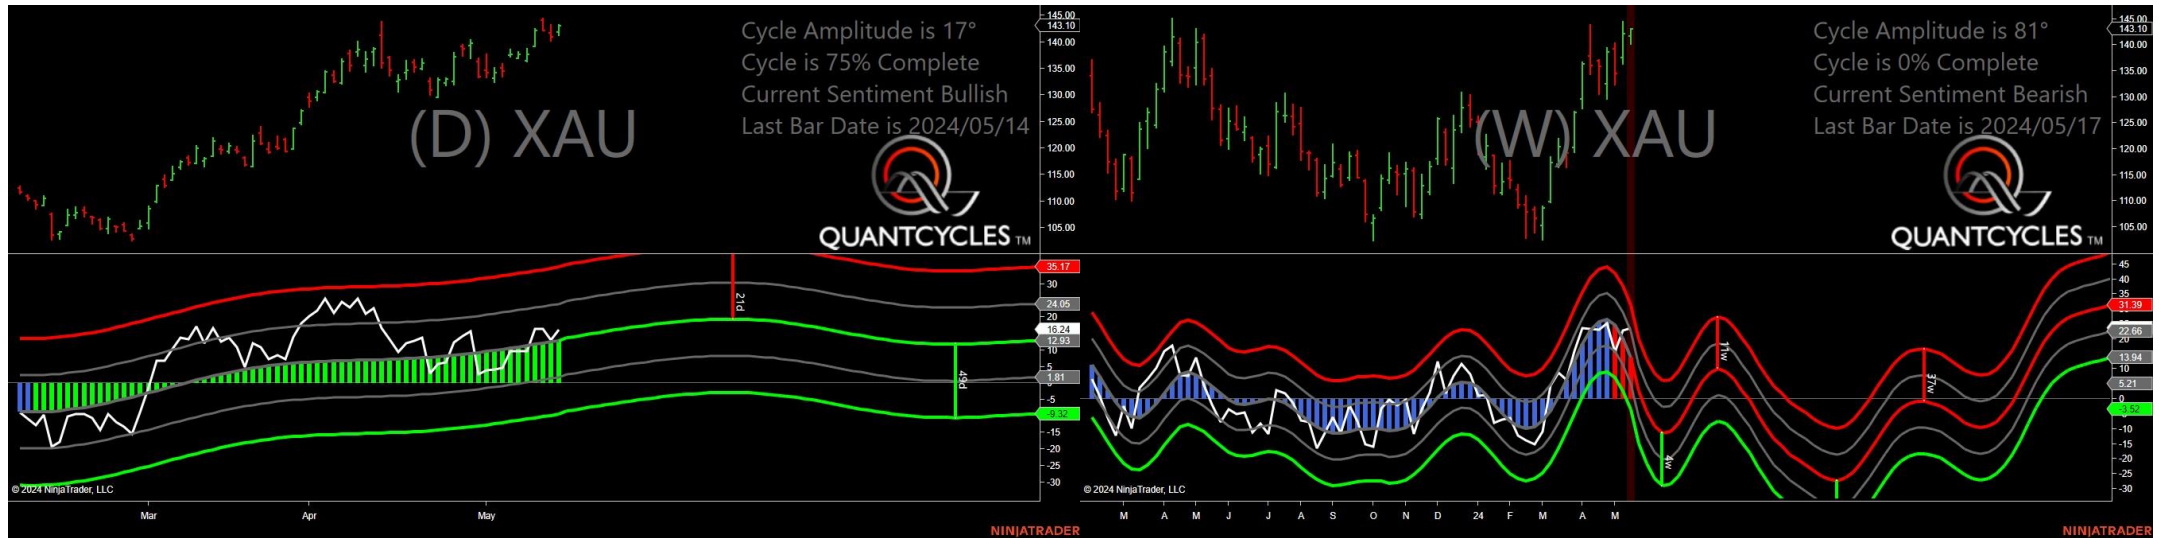 Cycle Amplitude is 17°
Cycle is 75% Complete
Current Sentiment Bullish
Last Bar Date is 2024/05/14
(D) XAU
QUANTCYCLES TM
145.00
143.10
140.00
135.00
130.00
125.00
120.00
115.00
110.00
105.00
21d
49d
35.17
30
24.05
20
16.24
12.93
10
5
1.81
-5
-9.32
-15
-20
-25
-30
© 2024 NinjaTrader, LLC
Mar Apr May
NINJATRADER
Cycle Amplitude is 81°
Cycle is 0% Complete
Current Sentiment Bearish
Last Bar Date is 2024/05/17
(W) XAU
QUANTCYCLES TM
145.00
143.10
140.00
135.00
130.00
125.00
120.00
115.00
110.00
105.00
11w
37w
4w
45
40
35
31.39
22.66
20
13.94
10
5.21
0
-3.52
-10
-15
-20
-25
-30
© 2024 NinjaTrader, LLC
M A M J J A S O N D 24 F M A M
NINJATRADER